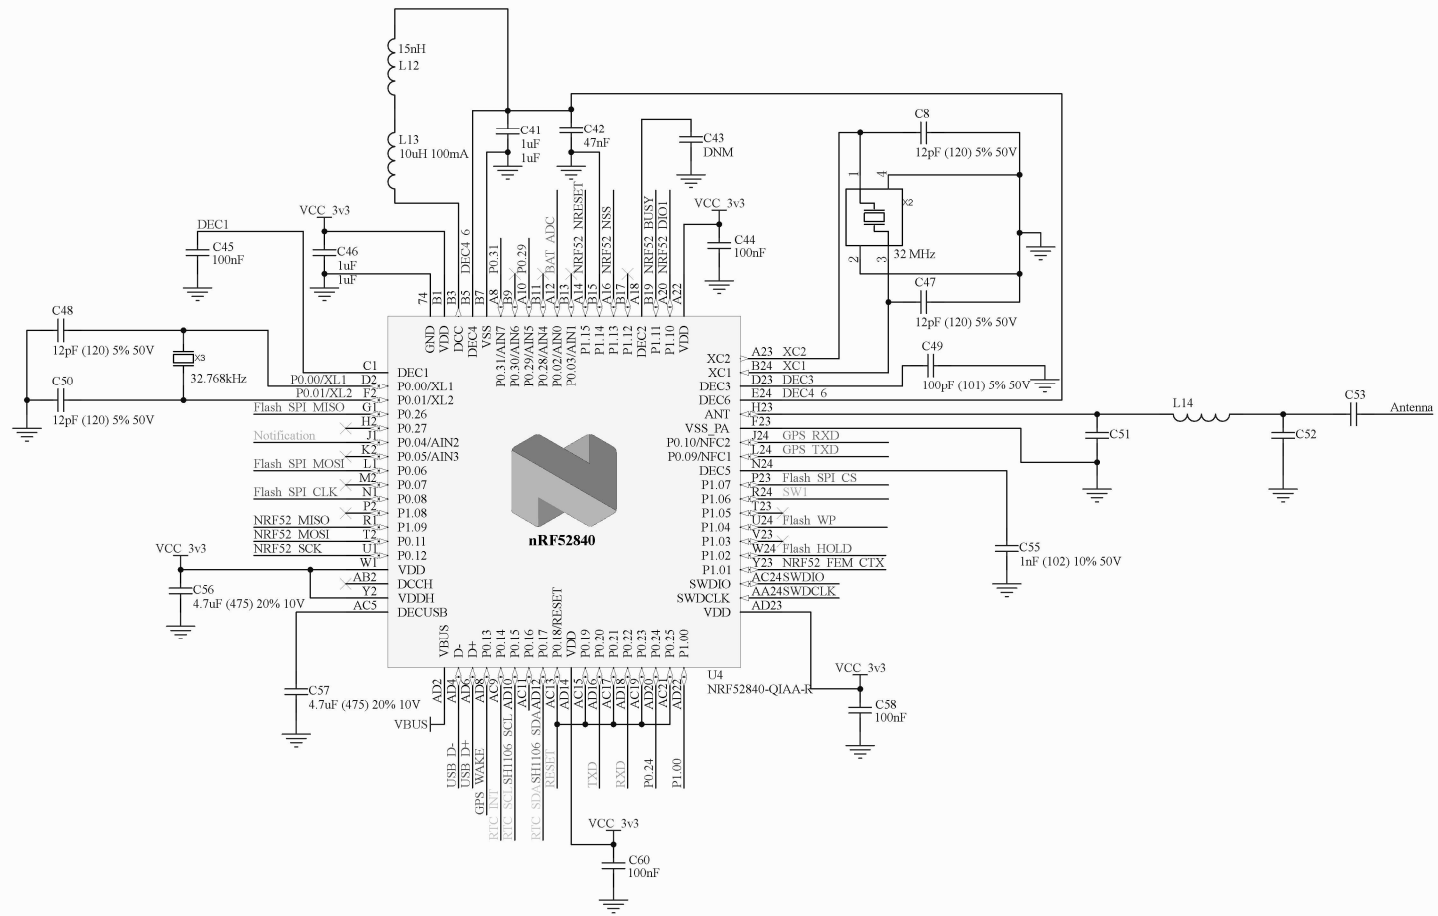 15nH
L12
L13
10uH 100mA
C41
1uF
1uF
C42
47nF
C43
DNM
C8
12pF (120) 5% 50V
1
4
X2
32 MHz
2
3
C47
12pF (120) 5% 50V
DEC1
C45
100nF
VCC_3v3
C46
1uF
1uF
VCC_3v3
C44
100nF
DEC4_6
P0.31
P0.29
BAT_ADC
NRF52_NRESET
NRF52_NSS
NRF52_BUSY
NRF52_DIO1
74
B1
B3
B5
B7
A8
B9
A10
B11
A12
B13
A14
B15
A16
B17
A18
B19
A20
A22
GND
VDD
DCC
DEC4
VSS
P0.31/AIN7
P0.30/AIN6
P0.29/AIN5
P0.28/AIN4
P0.02/AIN0
P0.03/AIN1
P1.15
P1.14
P1.13
P1.12
DEC2
P1.11
P1.10
VDD
C48
12pF (120) 5% 50V
X3
32.768kHz
C50
12pF (120) 5% 50V
C1 DEC1
P0.00/XL1 D2 P0.00/XL1
P0.01/XL2 F2 P0.01/XL2
Flash_SPI_MISO G1 P0.26
H2 P0.27
Notification J1 P0.04/AIN2
K2 P0.05/AIN3
Flash_SPI_MOSI L1 P0.06
M2 P0.07
Flash_SPI_CLK N1 P0.08
P2 P1.08
NRF52_MISO R1 P1.09
NRF52_MOSI T2 P0.11
NRF52_SCK U1 P0.12
W1 VDD
AB2 DCCH
Y2 VDDH
AC5 DECUSB
VCC_3v3
C56
4.7uF (475) 20% 10V
C57
4.7uF (475) 20% 10V
nRF52840
XC2 A23 XC2
XC1 B24 XC1
DEC3 D23 DEC3
DEC6 E24 DEC4_6
ANT H23
VSS_PA F23
P0.10/NFC2 J24 GPS_RXD
P0.09/NFC1 L24 GPS_TXD
DEC5 N24
P1.07 P23 Flash_SPI_CS
P1.06 R24 SW1
P1.05 T23
P1.04 U24 Flash_WP
P1.03 V23
P1.02 W24 Flash_HOLD
P1.01 Y23 NRF52_FEM_CTX
SWDIO AC24 SWDIO
SWDCLK AA24 SWDCLK
VDD AD23
C49
100pF (101) 5% 50V
C51
L14
C52
C53
Antenna
C55
1nF (102) 10% 50V
VBUS
D-
D+
P0.13
P0.14
P0.15
P0.16
P0.17
P0.18/RESET
VDD
P0.19
P0.20
P0.21
P0.22
P0.23
P0.24
P0.25
P1.00
U4
NRF52840-QIAA-R
AD2
AD4
AD6
AD8
AC9
AD10
AC11
AD12
AC13
AD14
AC15
AD16
AC17
AD18
AC19
AD20
AC21
AD22
VBUS
USB_D-
USB_D+
GPS_WAKE
RTC_INT
RTC_SCL
SH1106_SCL
RTC_SDA
SH1106_SDA
RESET
TXD
RXD
P0.24
P1.00
VCC_3v3
C58
100nF
VCC_3v3
C60
100nF